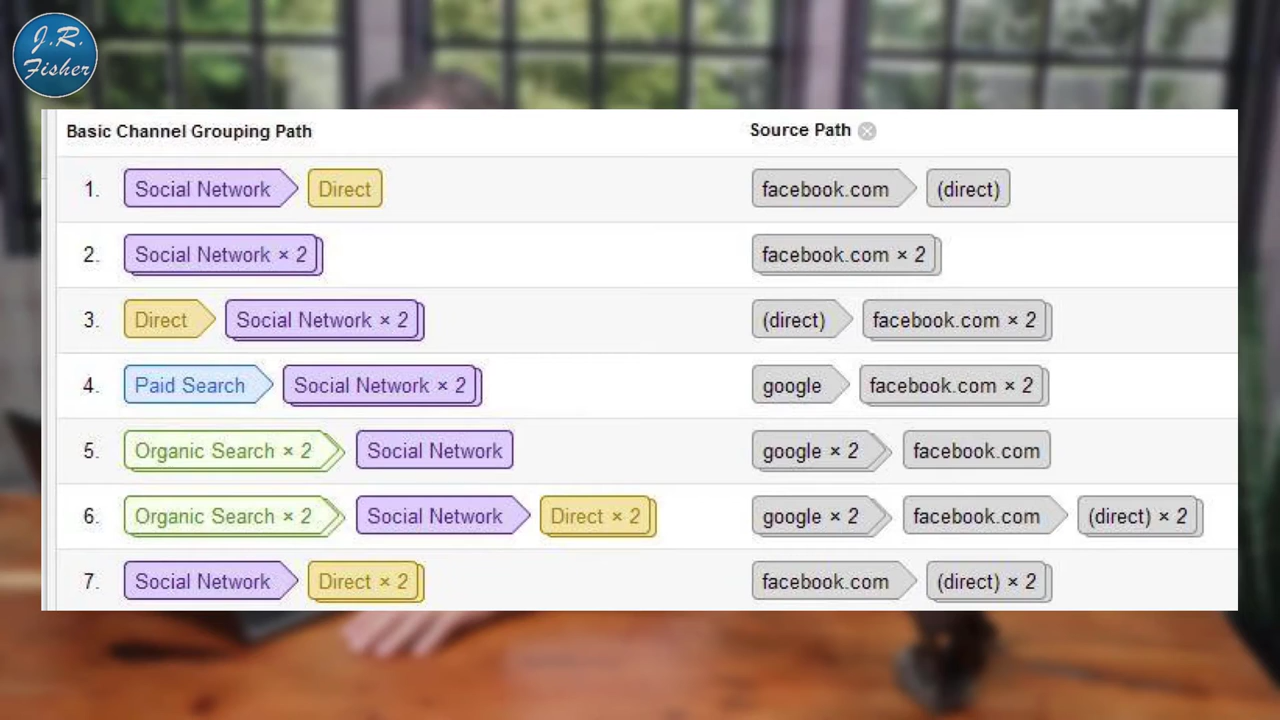 J.R.
Fisher
Basic Channel Grouping Path Source Path
1. Social Network Direct facebook.com (direct)
2. Social Network × 2 facebook.com × 2
3. Direct Social Network × 2 (direct) facebook.com × 2
4. Paid Search Social Network × 2 google facebook.com × 2
5. Organic Search × 2 Social Network google × 2 facebook.com
6. Organic Search × 2 Social Network Direct × 2 google × 2 facebook.com (direct) × 2
7. Social Network Direct × 2 facebook.com (direct) × 2